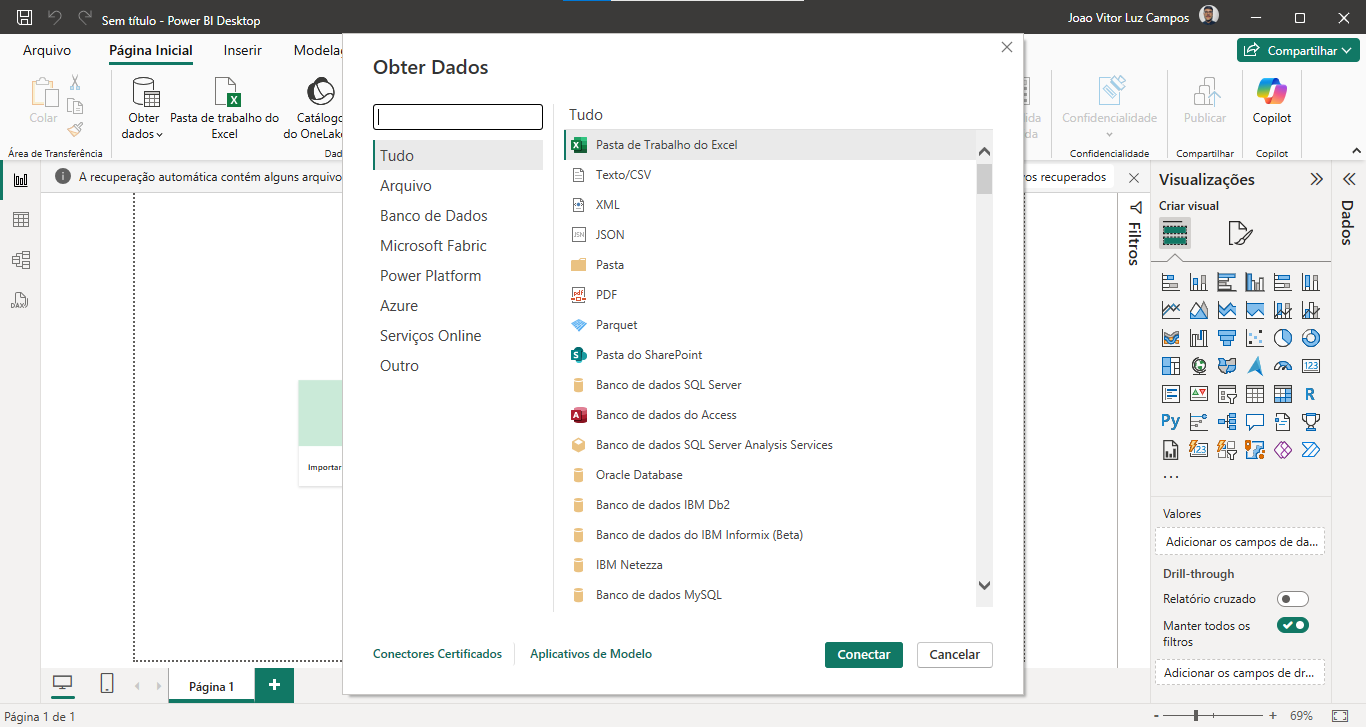 Sem título - Power BI Desktop
Joao Vitor Luz Campos
Arquivo
Página Inicial
Inserir
Compartilhar
Colar
Obter
dados
Pasta de trabalho do
Excel
Catálogo
do OneLake
Confidencialidade
Publicar
Copilot
Área de Transferência
Confidencialidade
Compartilhar
Copilot
A recuperação automática contém alguns arquivo
recuperados
Obter Dados
Tudo
Arquivo
Banco de Dados
Microsoft Fabric
Power Platform
Azure
Serviços Online
Outro
Tudo
Pasta de Trabalho do Excel
Texto/CSV
XML
JSON
Pasta
PDF
Parquet
Pasta do SharePoint
Banco de dados SQL Server
Banco de dados do Access
Banco de dados SQL Server Analysis Services
Oracle Database
Banco de dados IBM Db2
Banco de dados do IBM Informix (Beta)
IBM Netezza
Banco de dados MySQL
Conectores Certificados
Aplicativos de Modelo
Conectar
Cancelar
Importar
Filtros
Visualizações
Criar visual
Dados
Valores
Adicionar os campos de da...
Drill-through
Relatório cruzado
Manter todos os
filtros
Adicionar os campos de dr...
Página 1
Página 1 de 1
69%